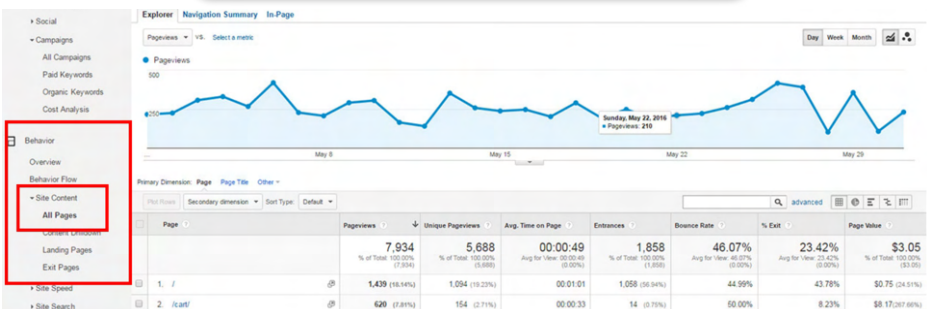 Explorer Navigation Summary In-Page
Social
Campaigns
All Campaigns
Paid Keywords
Organic Keywords
Cost Analysis
Behavior
Overview
Behavior Flow
Site Content
All Pages
Content Drilldown
Landing Pages
Exit Pages
Site Speed
Site Search
Pageviews VS. Select a metric
Day Week Month
Pageviews
500
250
Sunday, May 22, 2016
Pageviews: 210
... May 8 May 15 May 22 May 29
Primary Dimension: Page Page Title Other
Plot Rows Secondary dimension Sort Type: Default advanced
Page Pageviews Unique Pageviews Avg. Time on Page Entrances Bounce Rate % Exit Page Value
7,934 5,688 00:00:49 1,858 46.07% 23.42% $3.05
% of Total: 100.00% % of Total: 100.00% Avg for View: 00:00:49 % of Total: 100.00% Avg for View: 46.07% Avg for View: 23.42% % of Total: 100.00%
(7,934) (5,688) (0.00%) (1,858) (0.00%) (0.00%) ($3.05)
1. / 1,439 (18.14%) 1,094 (19.23%) 00:01:01 1,058 (56.94%) 44.99% 43.78% $0.75 (24.51%)
2. /cart/ 620 (7.81%) 154 (2.71%) 00:00:33 14 (0.75%) 50.00% 8.23% $8.17 (267.66%)